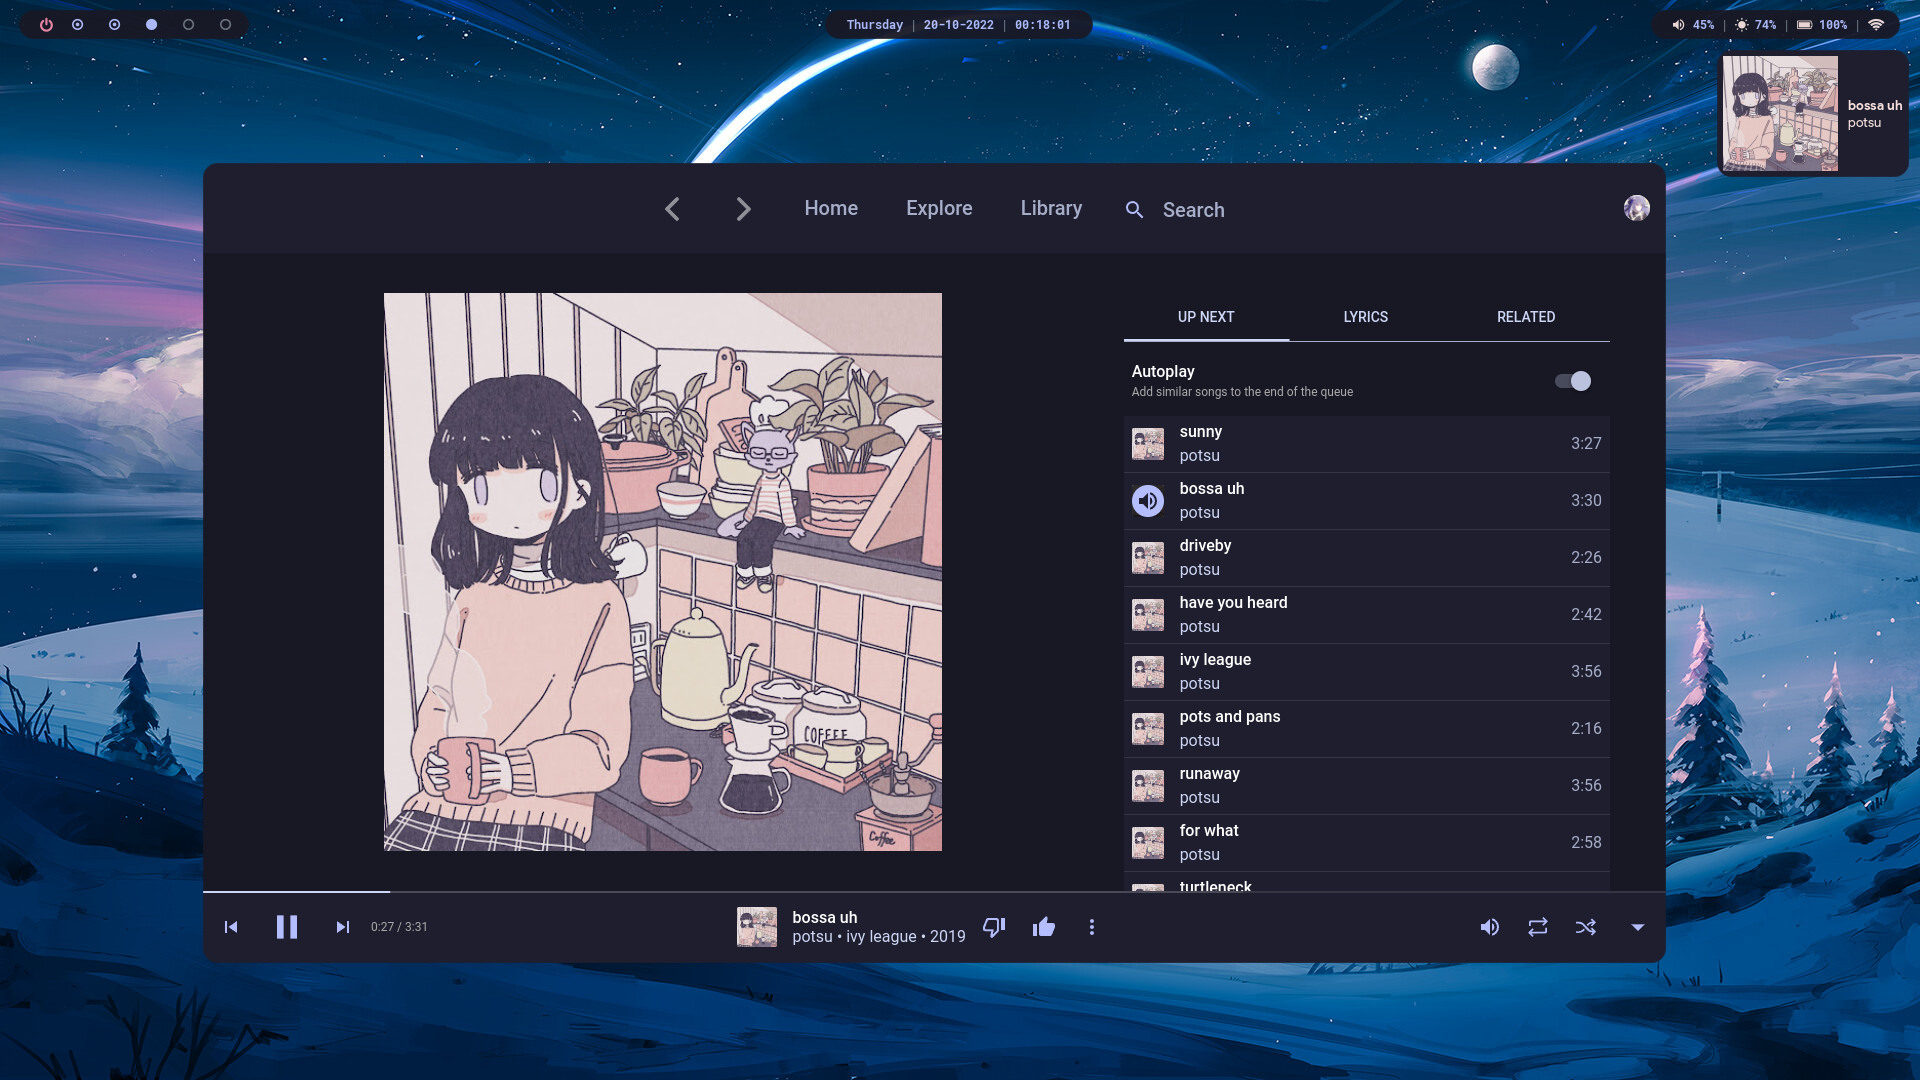 Thursday | 20-10-2022 | 00:18:01
45% | 74% | 100% |
bossa uh
potsu
Home Explore Library Search
UP NEXT LYRICS RELATED
Autoplay
Add similar songs to the end of the queue
sunny
potsu
3:27
bossa uh
potsu
3:30
driveby
potsu
2:26
have you heard
potsu
2:42
ivy league
potsu
3:56
pots and pans
potsu
2:16
runaway
potsu
3:56
for what
potsu
2:58
turtleneck
COFFEE
Coffee
0:27 / 3:31
bossa uh
potsu • ivy league • 2019